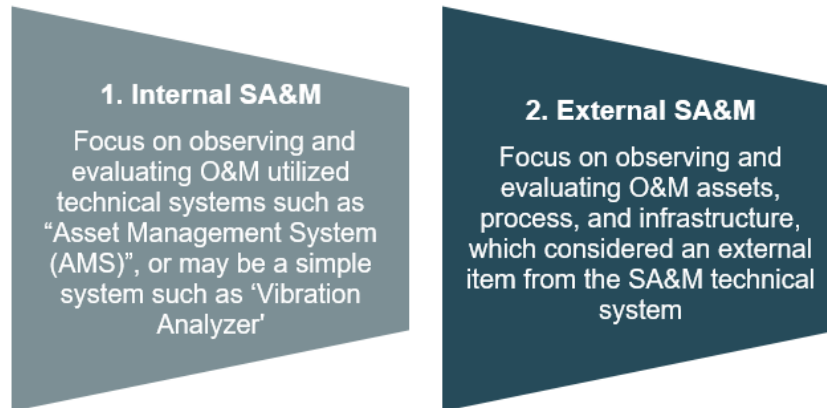 1. Internal SA&M
Focus on observing and
evaluating O&M utilized
technical systems such as
“Asset Management System
(AMS)”, or may be a simple
system such as ‘Vibration
Analyzer'
2. External SA&M
Focus on observing and
evaluating O&M assets,
process, and infrastructure,
which considered an external
item from the SA&M technical
system